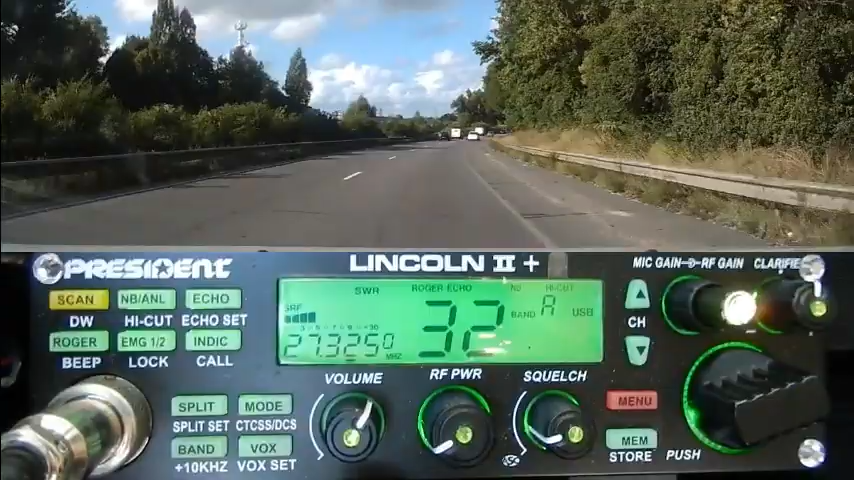 PRESIDENT LINCOLN II + MIC GAIN-RF GAIN CLARIFIER
SCAN NB/ANL ECHO
DW HI-CUT ECHO SET
ROGER EMG 1/2 INDIC
BEEP LOCK CALL
SWR ROGER-ECHO NB HI-CUT
SRF
32 BAND A USB
27.3250 MHZ
CH
VOLUME RF PWR SQUELCH
SPLIT MODE
SPLIT SET CTCSS/DCS
BAND VOX
+10KHZ VOX SET
ASC
MENU
MEM
STORE PUSH